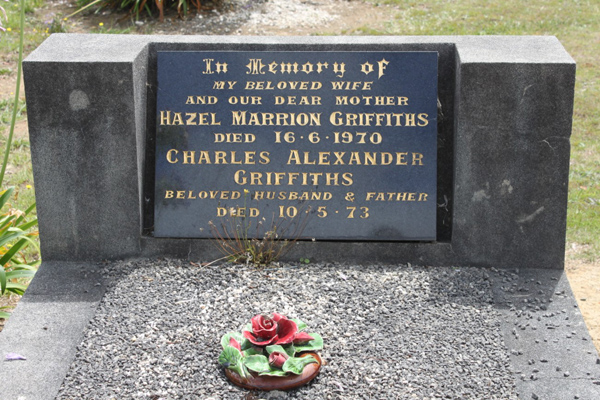 In Memory of
MY BELOVED WIFE
AND OUR DEAR MOTHER
HAZEL MARRION GRIFFITHS
DIED 16·6·1970
CHARLES ALEXANDER
GRIFFITHS
BELOVED HUSBAND & FATHER
DIED 10·5·73